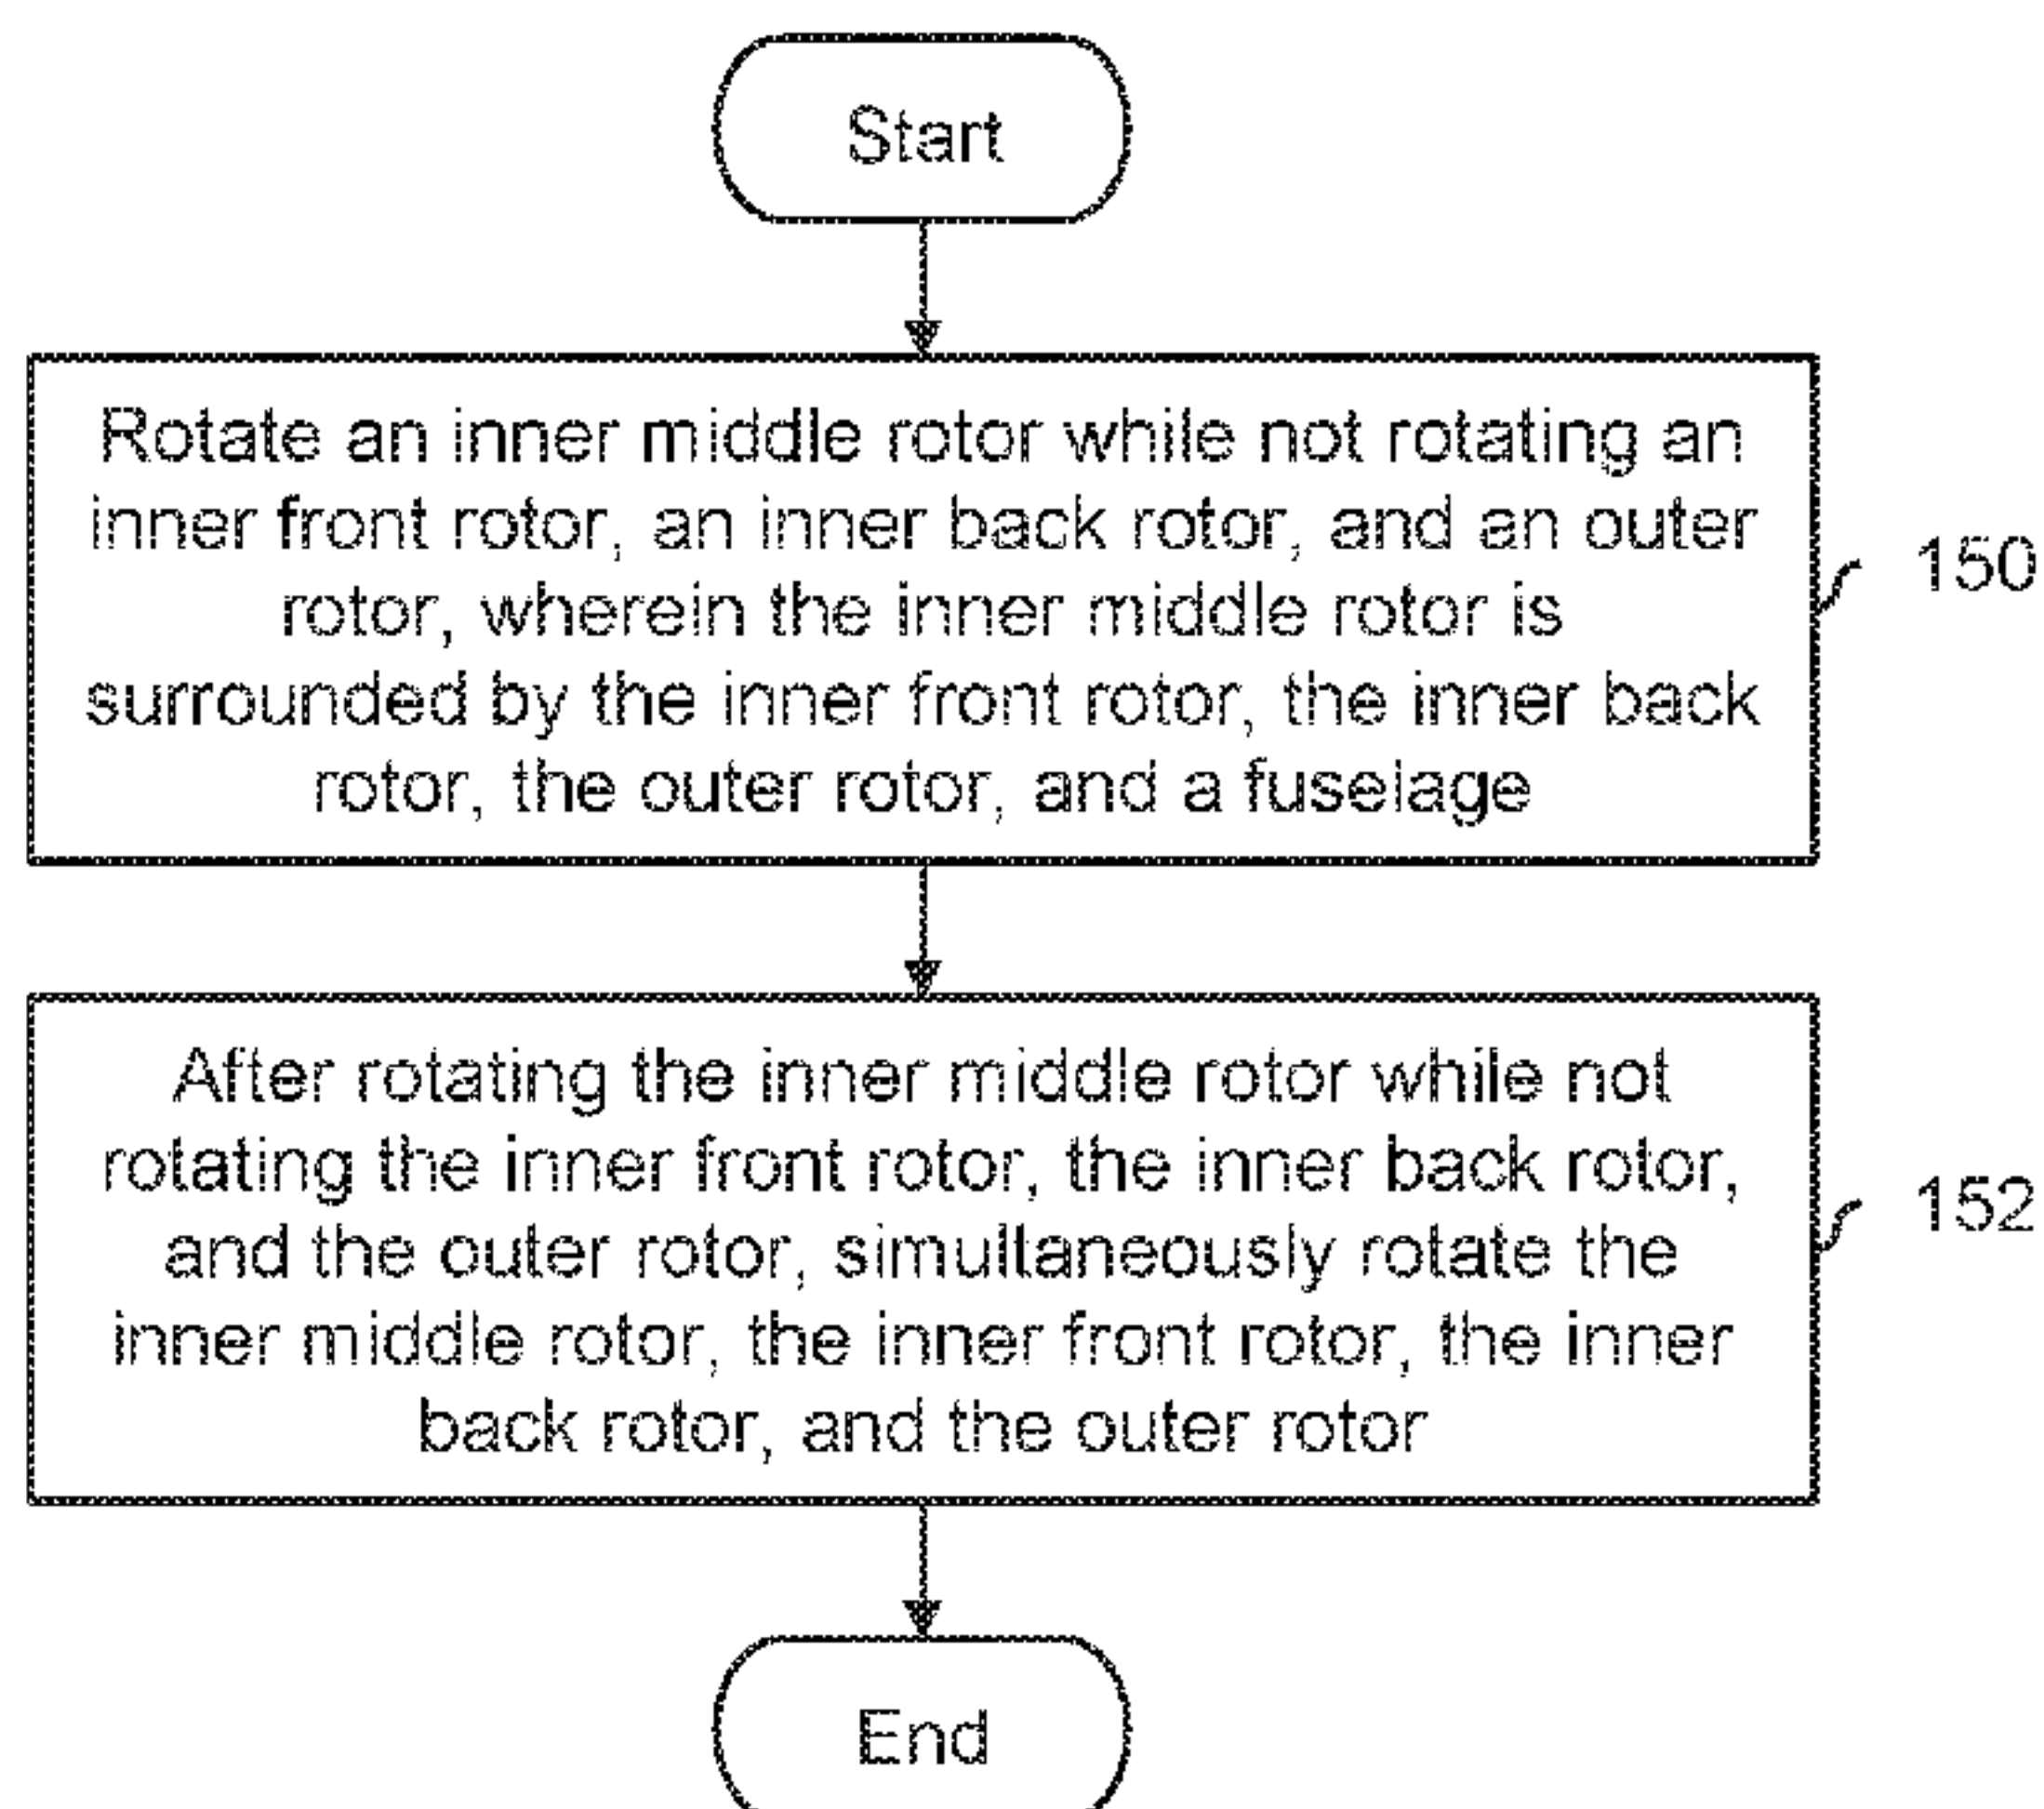 Start
Rotate an inner middle rotor while not rotating an
inner front rotor, an inner back rotor, and an outer
rotor, wherein the inner middle rotor is
surrounded by the inner front rotor, the inner back
rotor, the outer rotor, and a fuselage
150
After rotating the inner middle rotor while not
rotating the inner front rotor, the inner back rotor,
and the outer rotor, simultaneously rotate the
inner middle rotor, the inner front rotor, the inner
back rotor, and the outer rotor
152
End